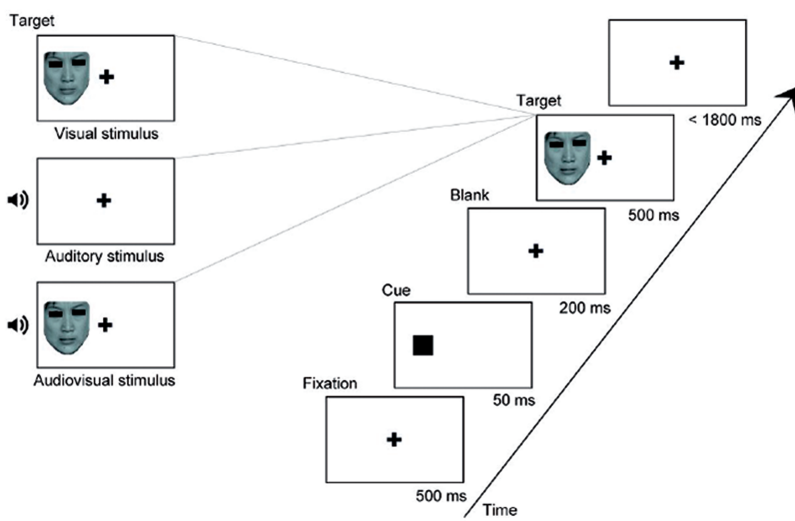 Target
Visual stimulus
Auditory stimulus
Audiovisual stimulus
Fixation
500 ms
Cue
50 ms
Blank
200 ms
Target
500 ms
< 1800 ms
Time